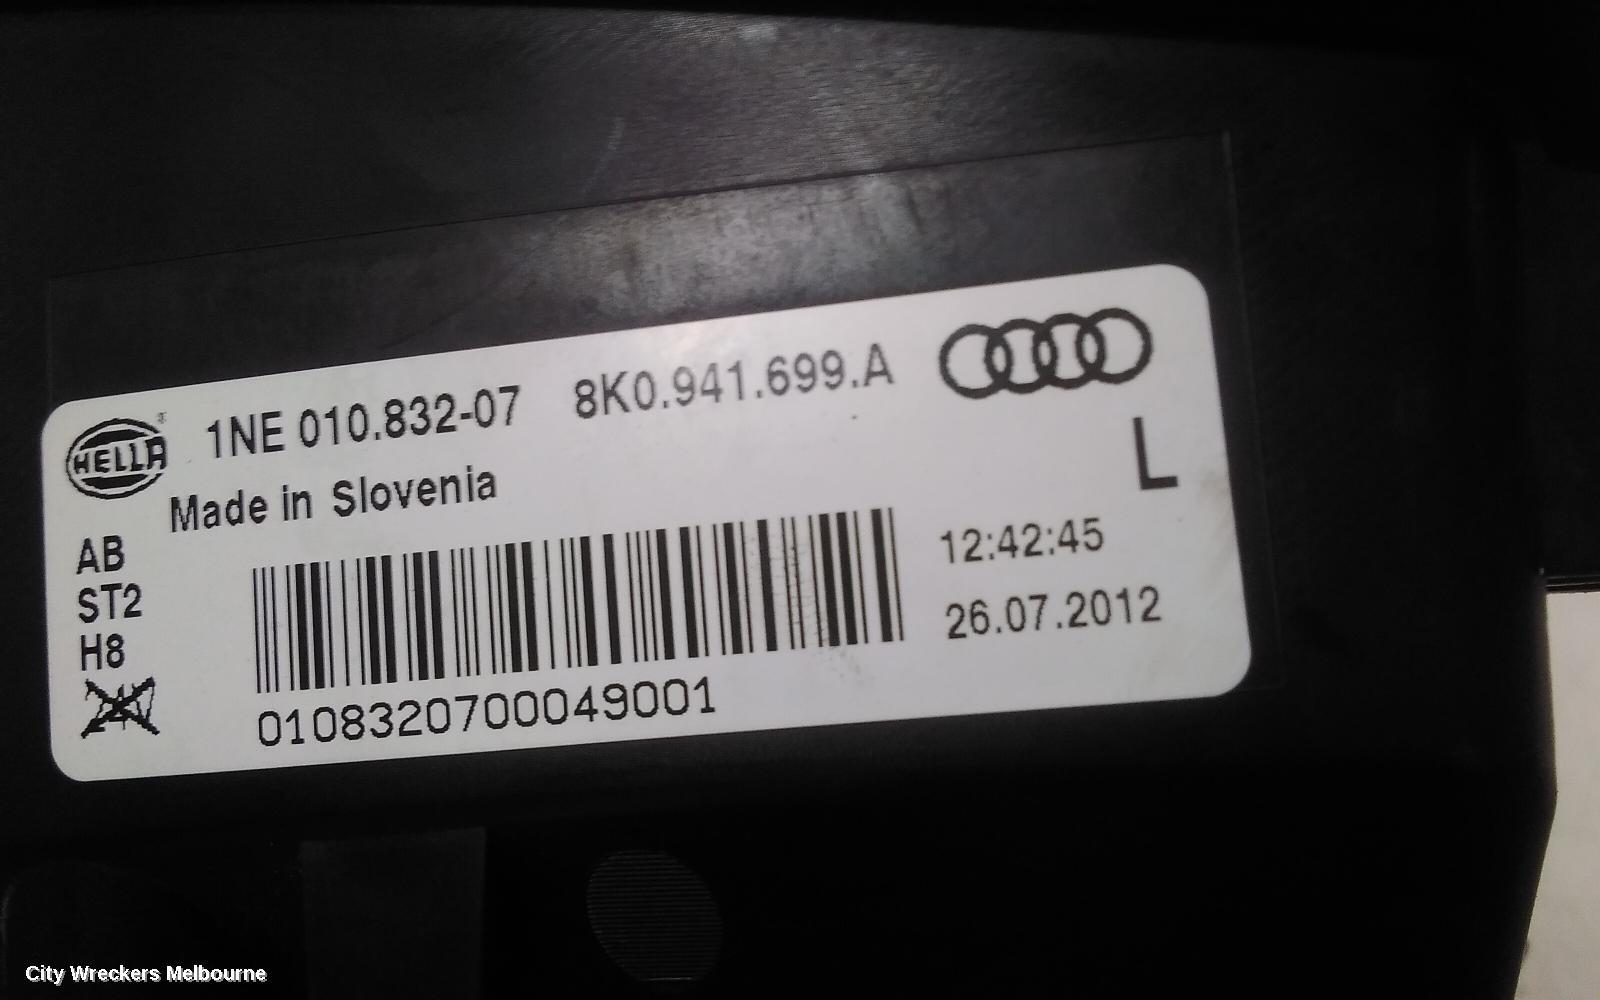 HELLA 1NE 010.832-07 8K0.941.699.A
L
Made in Slovenia
AB
ST2
H8
12:42:45
26.07.2012
0108320700049001
City Wreckers Melbourne